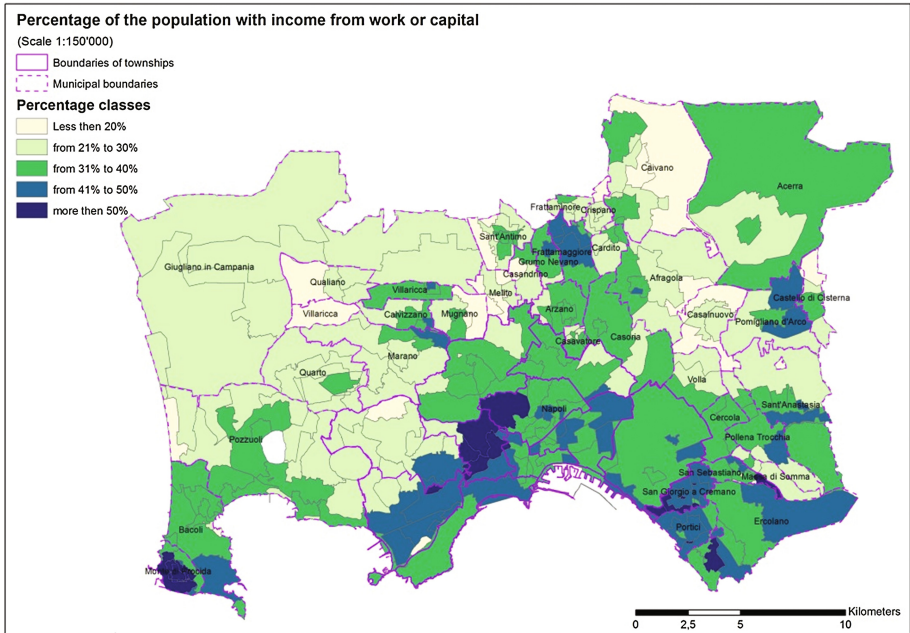 Percentage of the population with income from work or capital
(Scale 1:150'000)
Boundaries of townships
Municipal boundaries
Percentage classes
Less then 20%
from 21% to 30%
from 31% to 40%
from 41% to 50%
more then 50%
Caivano
Acerra
Frattaminore
Crispano
Sant'Antimo
Cardito
Frattamaggiore
Grumo Nevano
Giugliano in Campania
Casandrino
Afragola
Qualiano
Villaricca
Melito
Castello di Cisterna
Villaricca
Calvizzano
Mugnano
Arzano
Casalnuovo
Pomigliano d'Arco
Casavatore
Casoria
Marano
Quarto
Volla
Napoli
Sant'Anastasia
Cercola
Pozzuoli
Pollena Trocchia
San Sebastiano
Massa di Somma
San Giorgio a Cremano
Bacoli
Portici
Ercolano
Monte di Procida
Kilometers
0 2,5 5 10